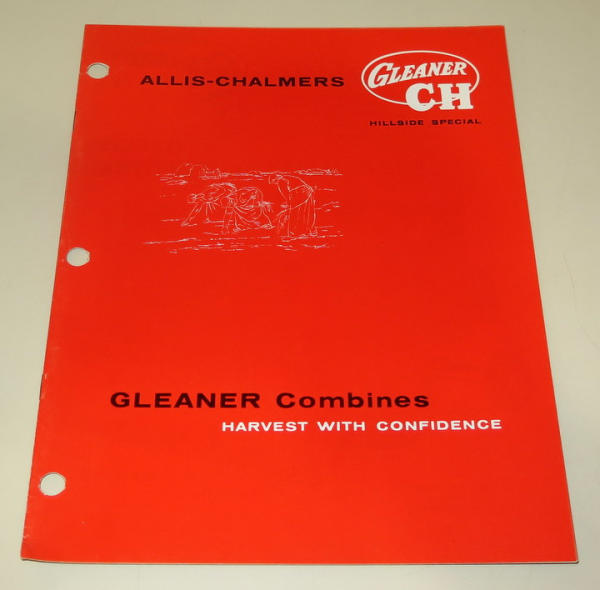 ALLIS-CHALMERS
GLEANER
CH
HILLSIDE SPECIAL
GLEANER Combines
HARVEST WITH CONFIDENCE